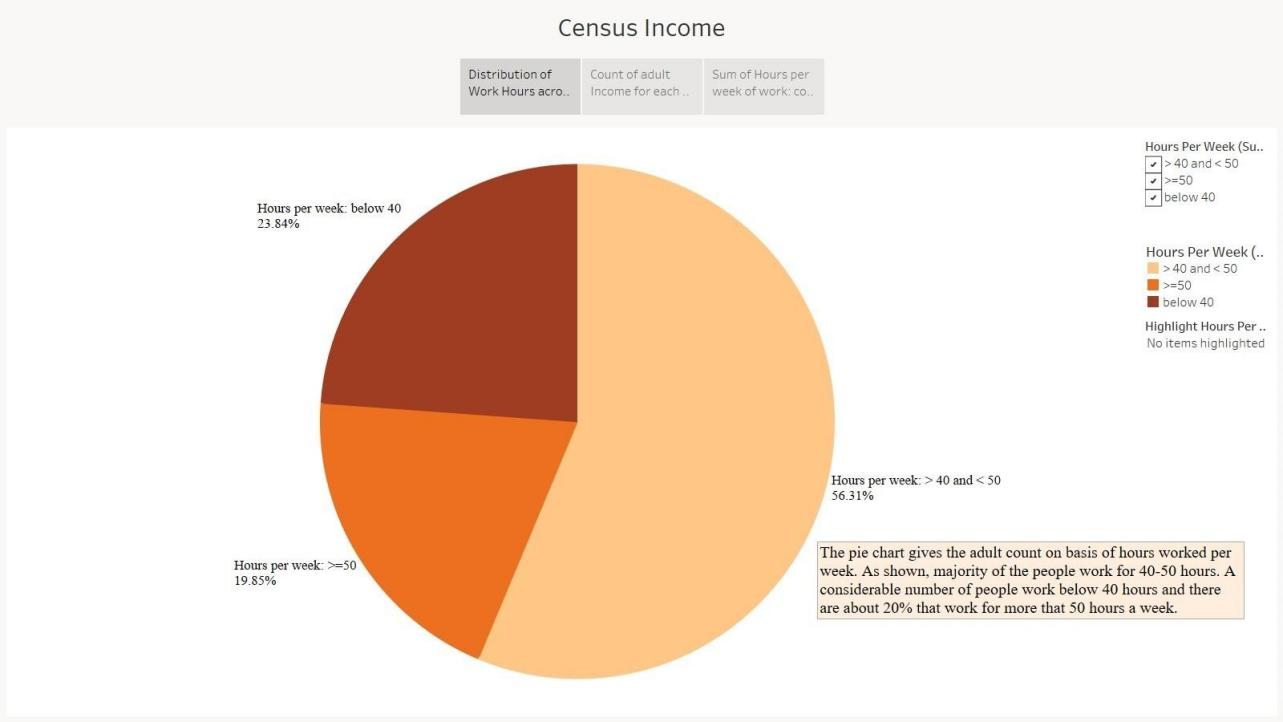 Census Income
Distribution of
Work Hours acro..
Count of adult
Income for each ..
Sum of Hours per
week of work: co..
Hours Per Week (Su..
> 40 and < 50
>=50
below 40
Hours Per Week (..
> 40 and < 50
>=50
below 40
Highlight Hours Per ..
No items highlighted
Hours per week: below 40
23.84%
Hours per week: > 40 and < 50
56.31%
Hours per week: >=50
19.85%
The pie chart gives the adult count on basis of hours worked per
week. As shown, majority of the people work for 40-50 hours. A
considerable number of people work below 40 hours and there
are about 20% that work for more that 50 hours a week.